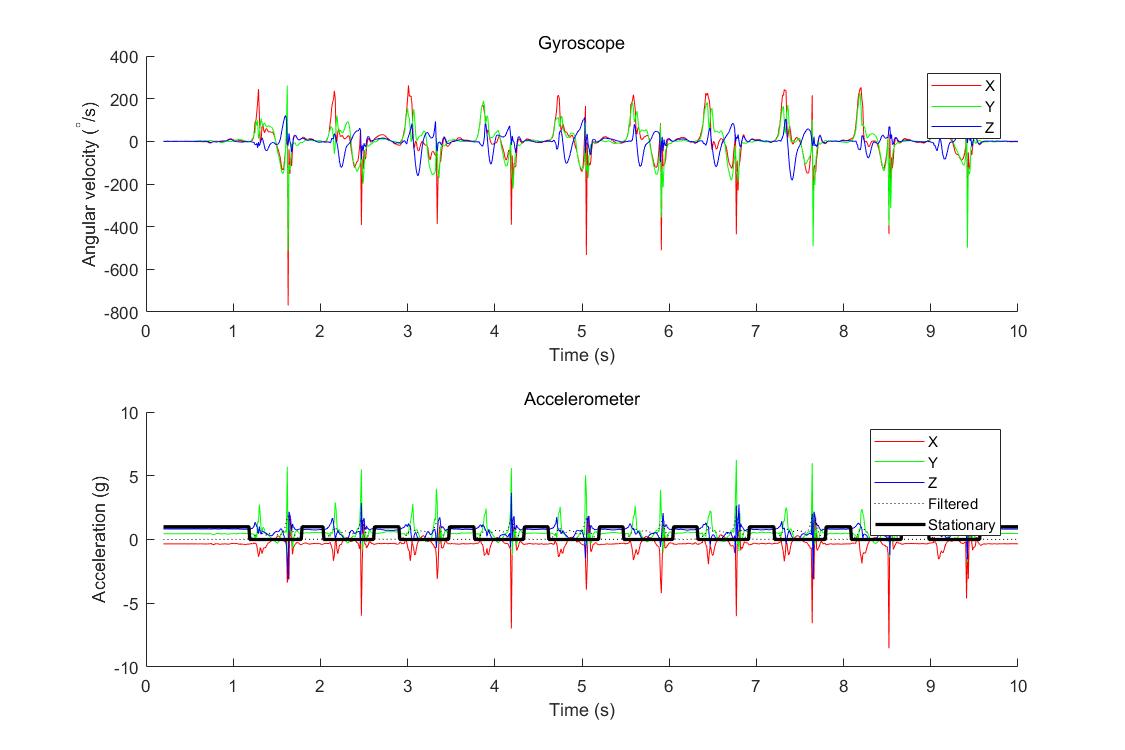 Gyroscope
400
200
0
-200
-400
-600
-800
Angular velocity (°/s)
X
Y
Z
0 1 2 3 4 5 6 7 8 9 10
Time (s)
Accelerometer
10
5
0
-5
-10
Acceleration (g)
X
Y
Z
Filtered
Stationary
0 1 2 3 4 5 6 7 8 9 10
Time (s)